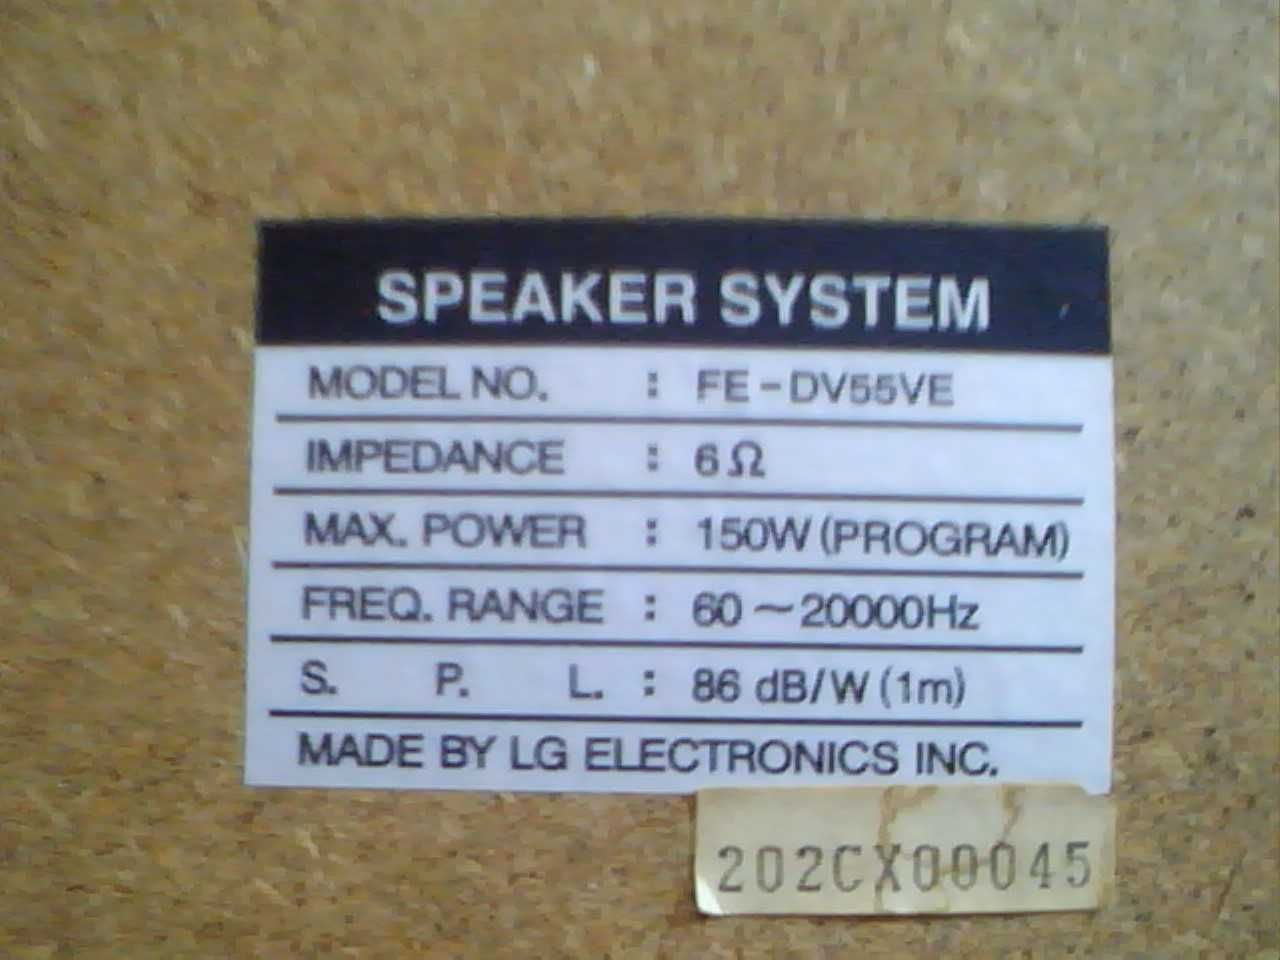 SPEAKER SYSTEM
MODEL NO. : FE-DV55VE
IMPEDANCE : 6Ω
MAX. POWER : 150W (PROGRAM)
FREQ. RANGE : 60~20000Hz
S. P. L. : 86 dB/W (1m)
MADE BY LG ELECTRONICS INC.
202CX00045